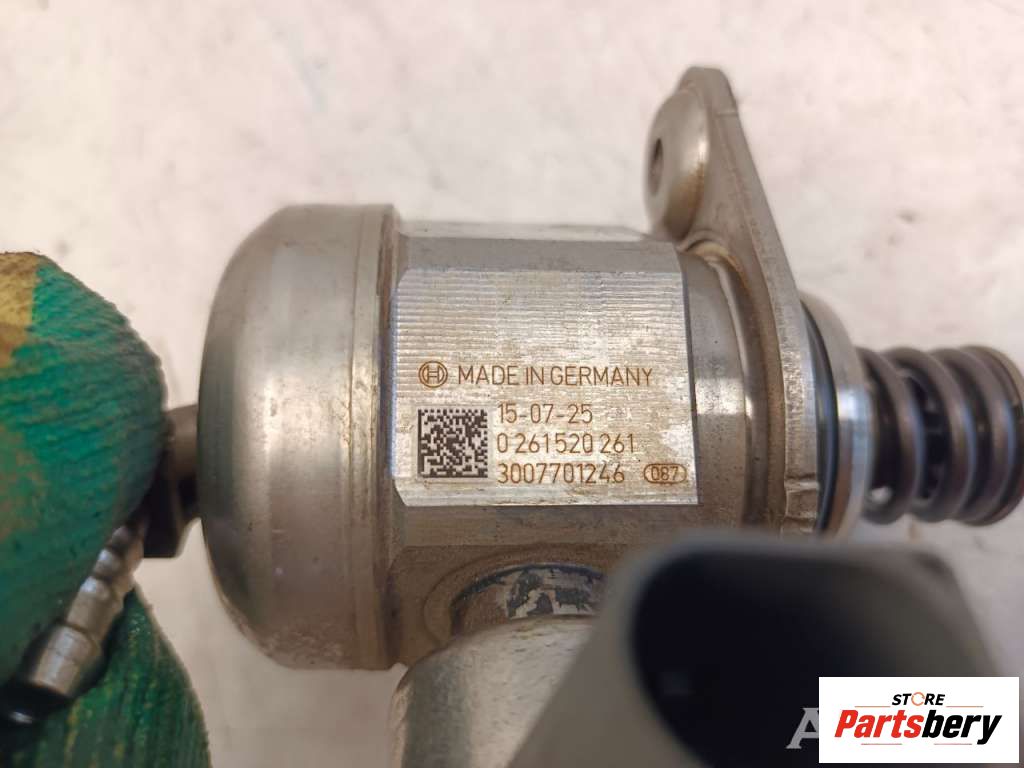 MADE IN GERMANY
15-07-25
0 261 520 261
3007701246 087
STORE
Partsbery